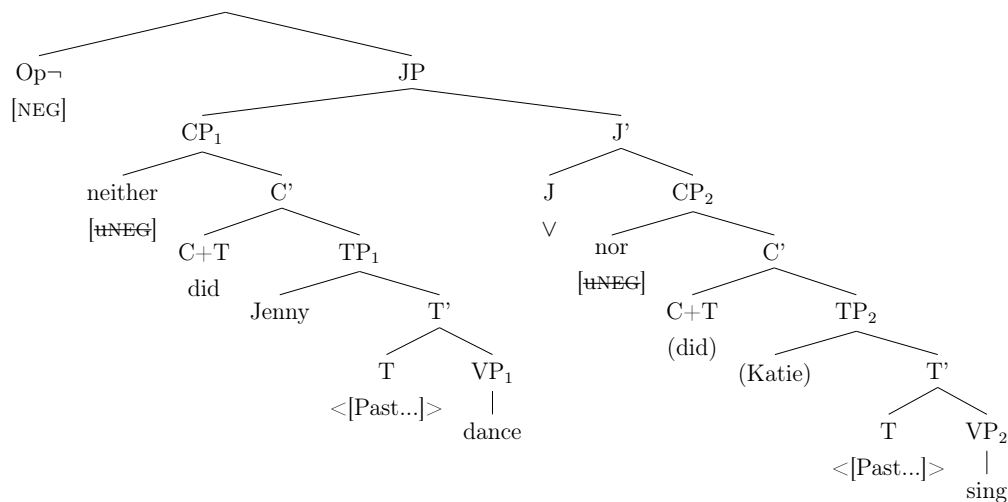 Op¬ JP
[NEG]
CP₁ J'
neither C' J CP₂
[uNEG] ∨
C+T TP₁ nor C'
did [uNEG]
Jenny T' C+T TP₂
(did)
T VP₁ (Katie) T'
<[Past...]>
dance T VP₂
<[Past...]>
sing